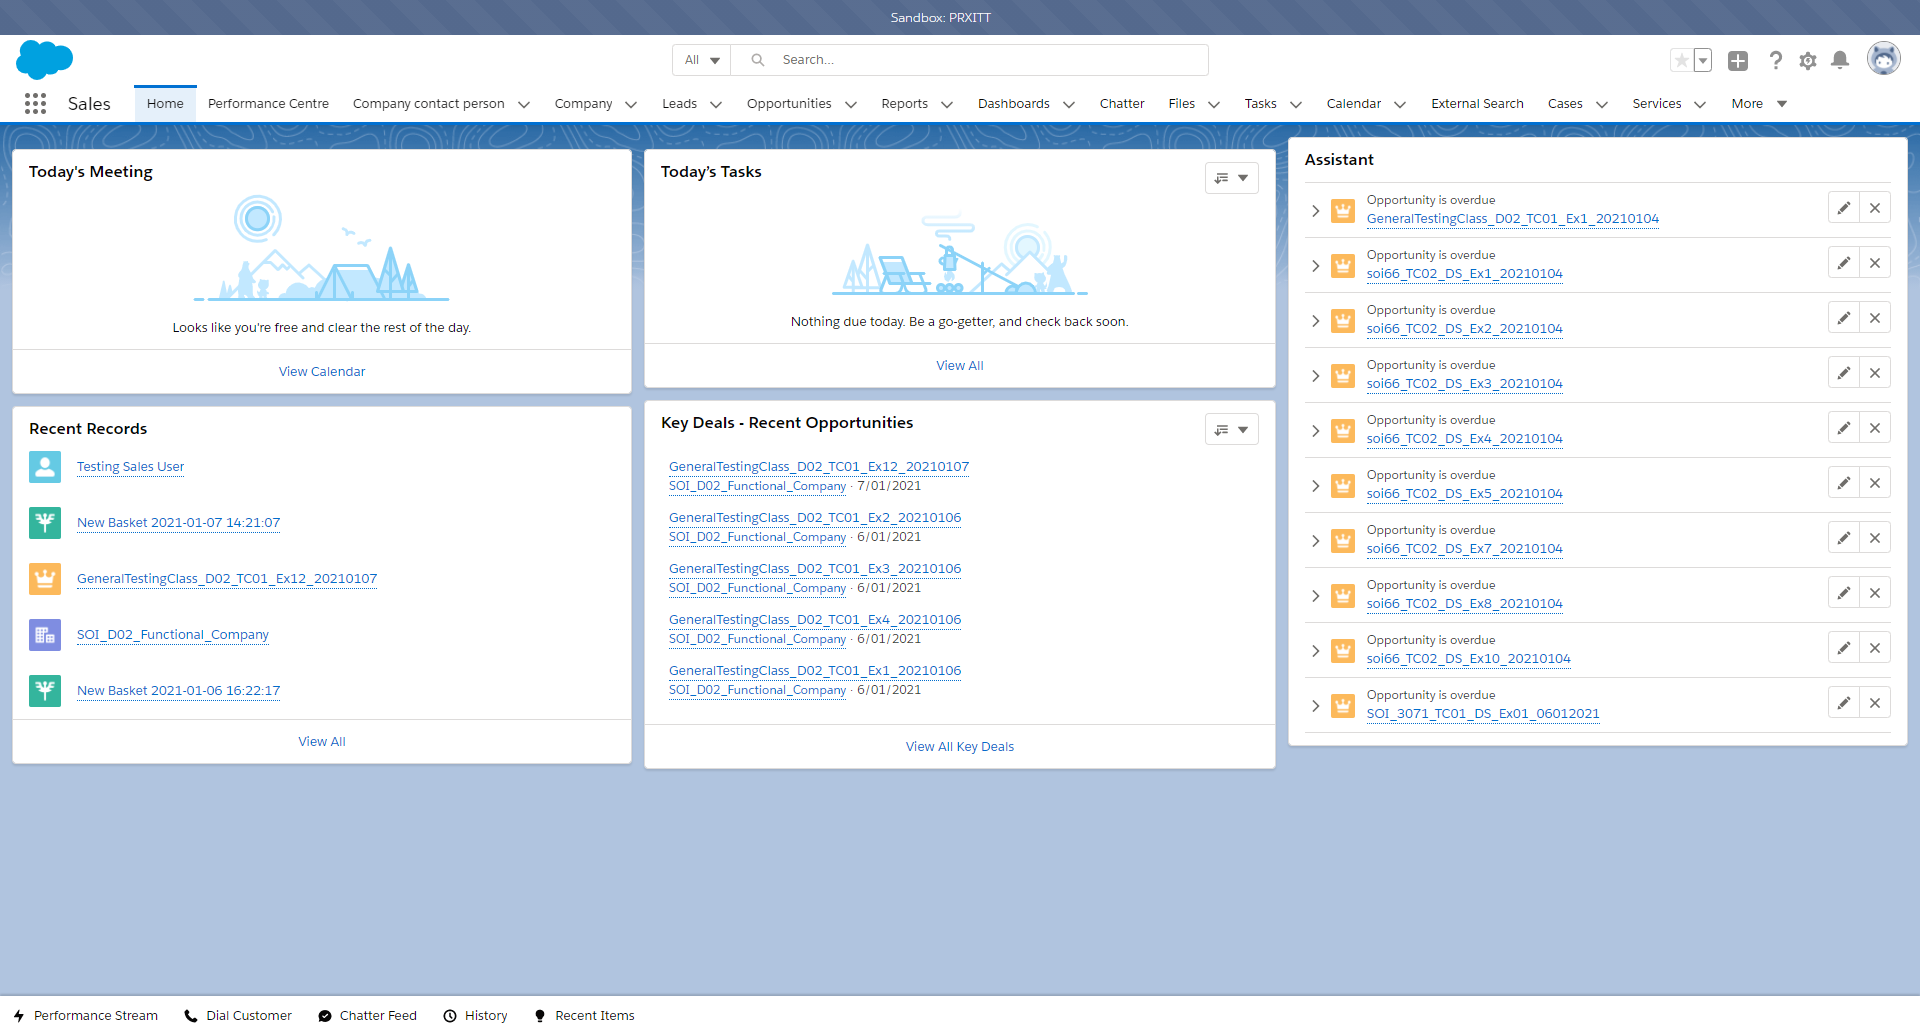 Sandbox: PRXITT
All
Search...
Sales
Home
Performance Centre
Company contact person
Company
Leads
Opportunities
Reports
Dashboards
Chatter
Files
Tasks
Calendar
External Search
Cases
Services
More
Today's Meeting
Looks like you're free and clear the rest of the day.
View Calendar
Recent Records
Testing Sales User
New Basket 2021-01-07 14:21:07
GeneralTestingClass_D02_TC01_Ex12_20210107
SOI_D02_Functional_Company
New Basket 2021-01-06 16:22:17
View All
Today’s Tasks
Nothing due today. Be a go-getter, and check back soon.
View All
Key Deals - Recent Opportunities
GeneralTestingClass_D02_TC01_Ex12_20210107
SOI_D02_Functional_Company · 7/01/2021
GeneralTestingClass_D02_TC01_Ex2_20210106
SOI_D02_Functional_Company · 6/01/2021
GeneralTestingClass_D02_TC01_Ex3_20210106
SOI_D02_Functional_Company · 6/01/2021
GeneralTestingClass_D02_TC01_Ex4_20210106
SOI_D02_Functional_Company · 6/01/2021
GeneralTestingClass_D02_TC01_Ex1_20210106
SOI_D02_Functional_Company · 6/01/2021
View All Key Deals
Assistant
Opportunity is overdue
GeneralTestingClass_D02_TC01_Ex1_20210104
Opportunity is overdue
soi66_TC02_DS_Ex1_20210104
Opportunity is overdue
soi66_TC02_DS_Ex2_20210104
Opportunity is overdue
soi66_TC02_DS_Ex3_20210104
Opportunity is overdue
soi66_TC02_DS_Ex4_20210104
Opportunity is overdue
soi66_TC02_DS_Ex5_20210104
Opportunity is overdue
soi66_TC02_DS_Ex7_20210104
Opportunity is overdue
soi66_TC02_DS_Ex8_20210104
Opportunity is overdue
soi66_TC02_DS_Ex10_20210104
Opportunity is overdue
SOI_3071_TC01_DS_Ex01_06012021
Performance Stream
Dial Customer
Chatter Feed
History
Recent Items